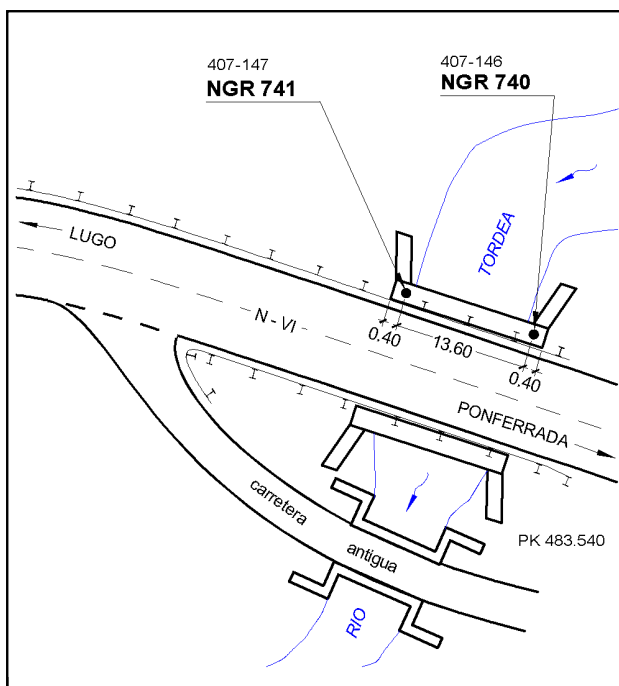 407-147
NGR 741
407-146
NGR 740
TORDEA
LUGO
N - VI
0.40
13.60
0.40
PONFERRADA
carretera
antigua
PK 483.540
RIO